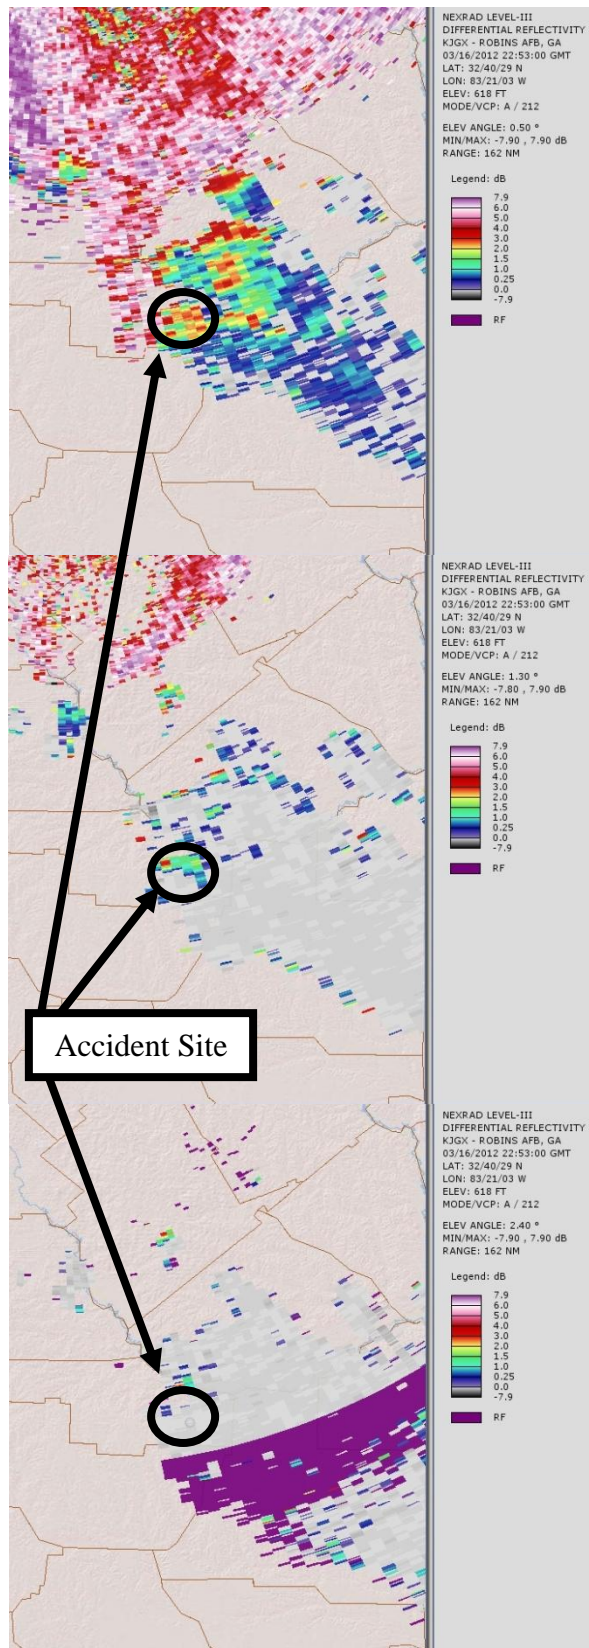 NEXRAD LEVEL-III
DIFFERENTIAL REFLECTIVITY
KJGX - ROBINS AFB, GA
03/16/2012 22:53:00 GMT
LAT: 32/40/29 N
LON: 83/21/03 W
ELEV: 618 FT
MODE/VCP: A / 212
ELEV ANGLE: 0.50 °
MIN/MAX: -7.90 , 7.90 dB
RANGE: 162 NM
Legend: dB
7.9
6.0
5.0
4.0
3.0
2.0
1.5
1.0
0.25
0.0
-7.9
RF
NEXRAD LEVEL-III
DIFFERENTIAL REFLECTIVITY
KJGX - ROBINS AFB, GA
03/16/2012 22:53:00 GMT
LAT: 32/40/29 N
LON: 83/21/03 W
ELEV: 618 FT
MODE/VCP: A / 212
ELEV ANGLE: 1.30 °
MIN/MAX: -7.80 , 7.90 dB
RANGE: 162 NM
Legend: dB
7.9
6.0
5.0
4.0
3.0
2.0
1.5
1.0
0.25
0.0
-7.9
RF
Accident Site
NEXRAD LEVEL-III
DIFFERENTIAL REFLECTIVITY
KJGX - ROBINS AFB, GA
03/16/2012 22:53:00 GMT
LAT: 32/40/29 N
LON: 83/21/03 W
ELEV: 618 FT
MODE/VCP: A / 212
ELEV ANGLE: 2.40 °
MIN/MAX: -7.90 , 7.90 dB
RANGE: 162 NM
Legend: dB
7.9
6.0
5.0
4.0
3.0
2.0
1.5
1.0
0.25
0.0
-7.9
RF